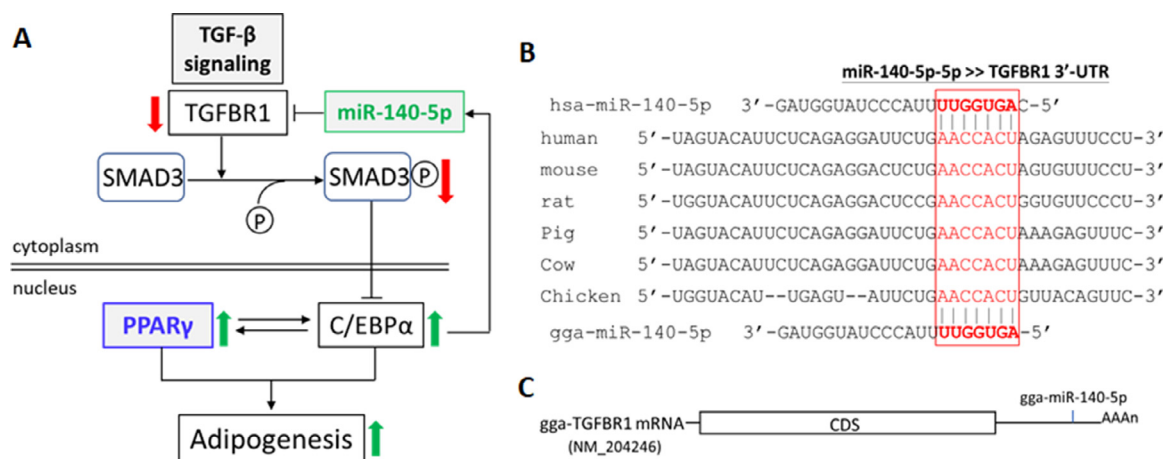 A
TGF-β
signaling
TGFBR1
miR-140-5p
SMAD3
SMAD3
P
P
cytoplasm
nucleus
PPARγ
C/EBPα
Adipogenesis
B
miR-140-5p-5p >> TGFBR1 3’-UTR
hsa-miR-140-5p 3’-GAUGGUAUCCCAUUUUGGUGAC-5’
human 5’-UAGUACAUUCUCAGAGGAUUCUGAACCACUAGAGUUUCCU-3’
mouse 5’-UAGUACAUUCUCAGAGGACUCUGAACCACUAGUGUUUCCU-3’
rat 5’-UGGUACAUUCUCAGAGGACUCCGAACCACUGGUGUUCCCU-3’
Pig 5’-UAGUACAUUCUCAGAGGAUUCUGAACCACUAAAGAGUUUC-3’
Cow 5’-UAGUACAUUCUCAGAGGAUUCUGAACCACUAAAGAGUUUC-3’
Chicken 5’-UGGUACAU--UGAGU--AUUCUGAACCACUGUUACAGUUC-3’
gga-miR-140-5p 3’-GAUGGUAUCCCAUUUUGGUGA-5’
C
gga-miR-140-5p
gga-TGFBR1 mRNA CDS AAAn
(NM_204246)